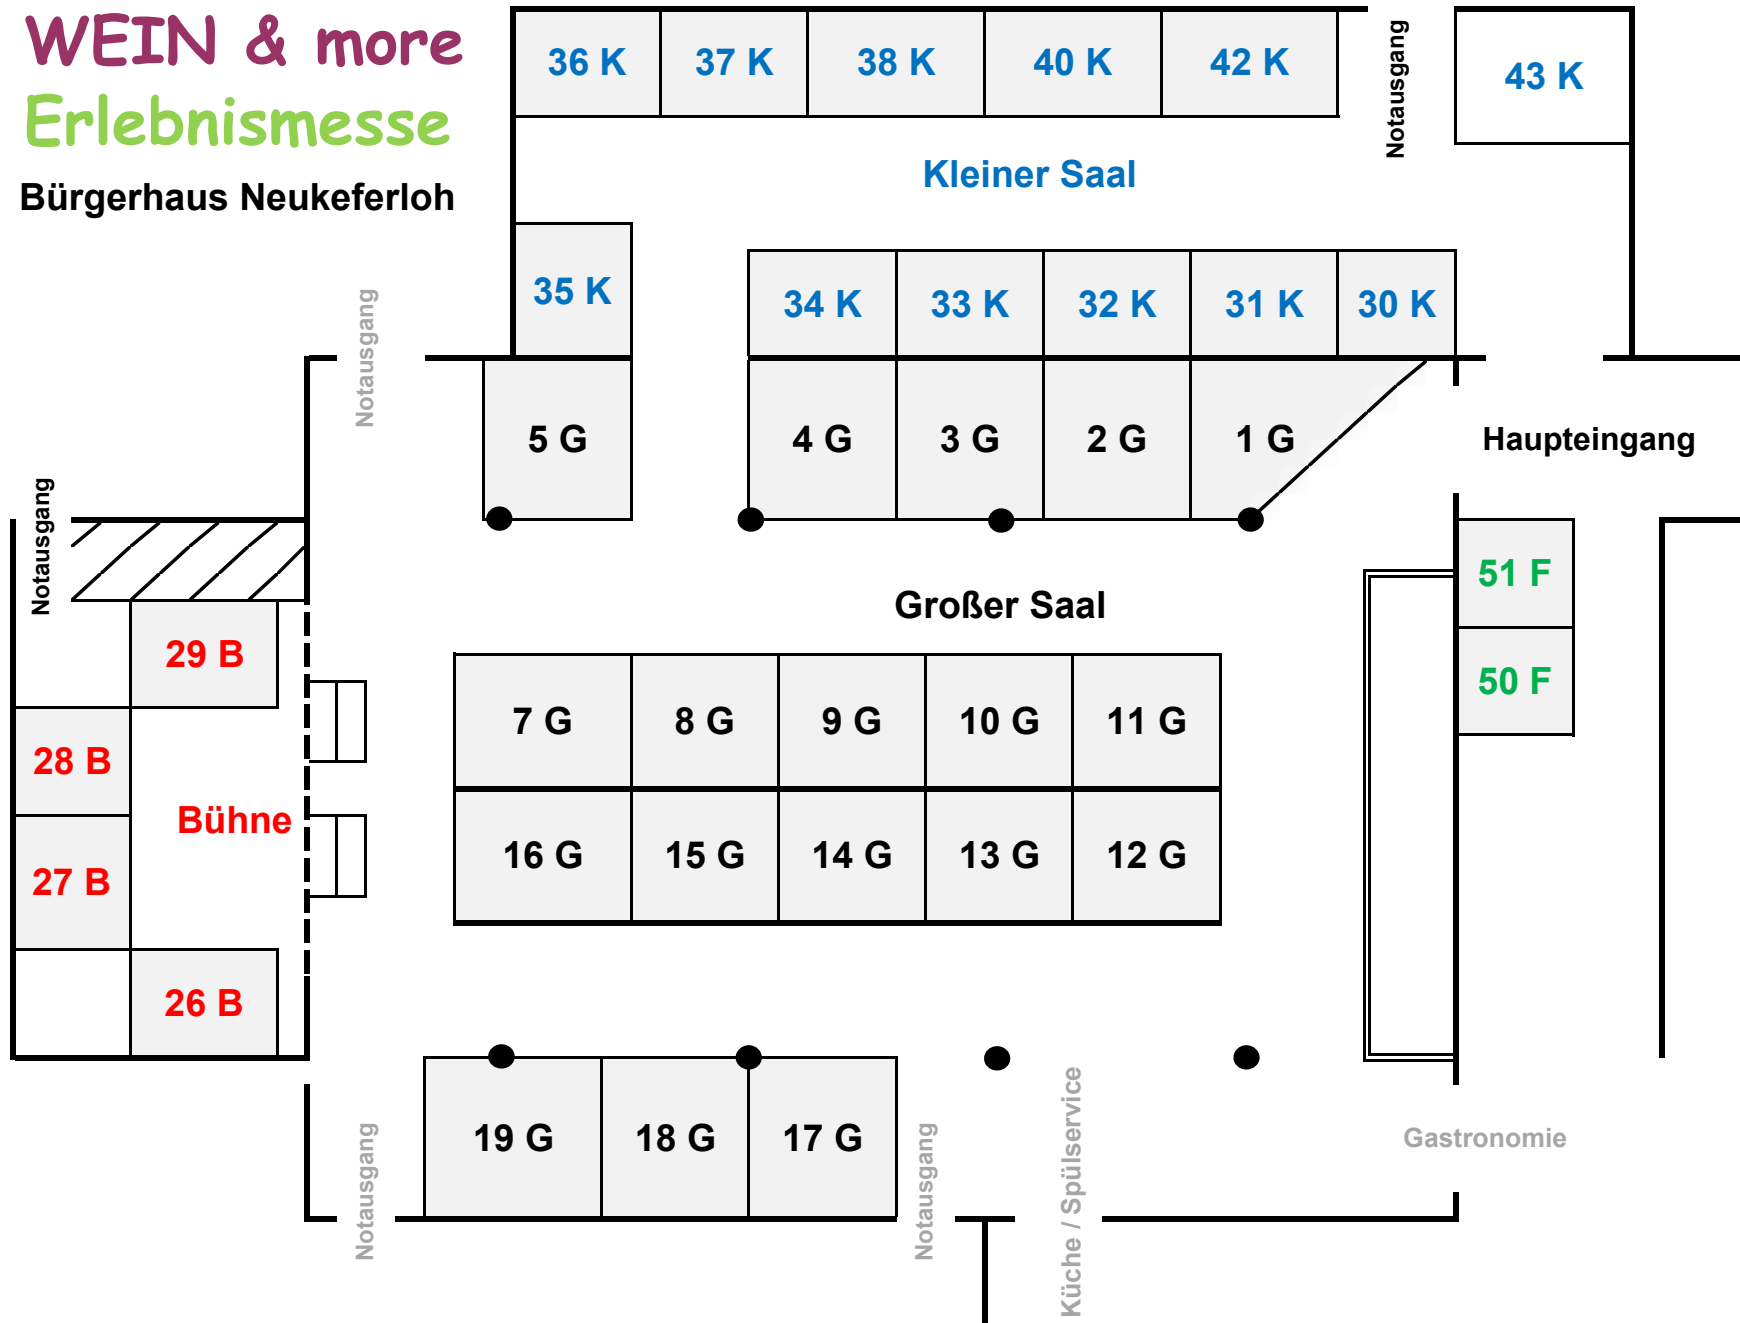 WEIN & more
Erlebnismesse
Bürgerhaus Neukeferloh
36 K
37 K
38 K
40 K
42 K
Notausgang
43 K
Kleiner Saal
35 K
34 K
33 K
32 K
31 K
30 K
Notausgang
5 G
4 G
3 G
2 G
1 G
Haupteingang
Notausgang
51 F
Großer Saal
29 B
50 F
7 G
8 G
9 G
10 G
11 G
28 B
Bühne
16 G
15 G
14 G
13 G
12 G
27 B
26 B
19 G
18 G
17 G
Notausgang
Notausgang
Küche / Spülservice
Gastronomie